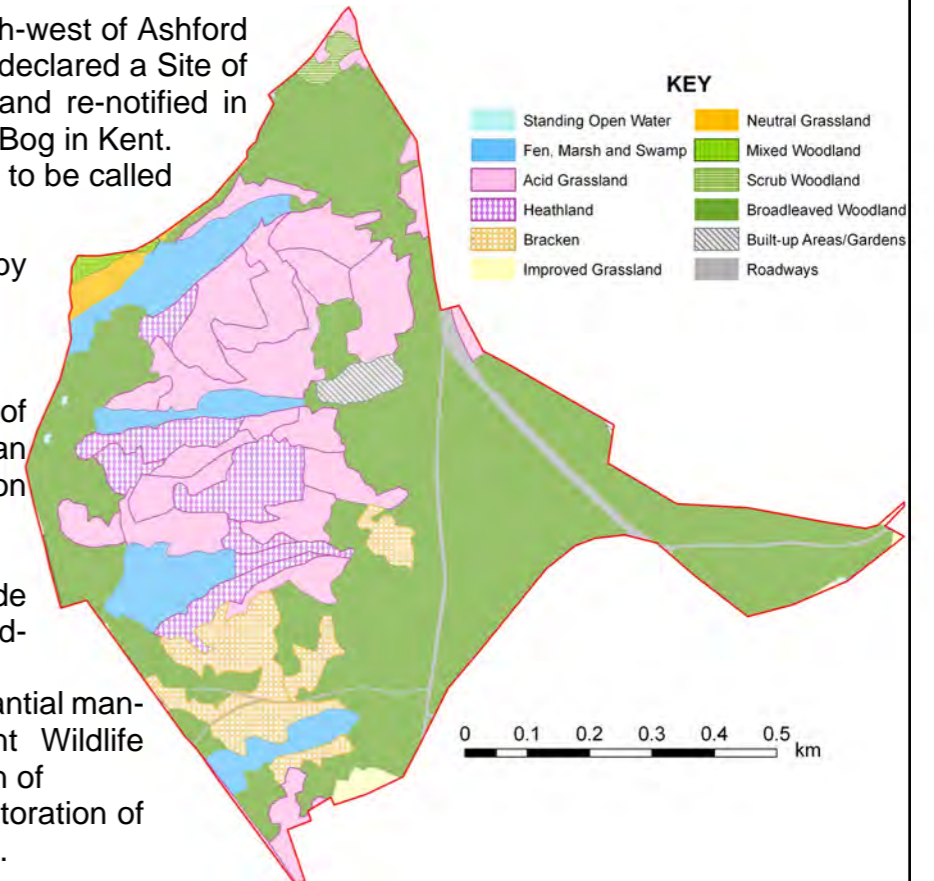 h-west of Ashford
declared a Site of
and re-notified in
Bog in Kent.
to be called
by
of
an
on
de
d-
antial man-
nt Wildlife
n of
toration of
.
KEY
Standing Open Water
Neutral Grassland
Fen, Marsh and Swamp
Mixed Woodland
Acid Grassland
Scrub Woodland
Heathland
Broadleaved Woodland
Bracken
Built-up Areas/Gardens
Improved Grassland
Roadways
0 0.1 0.2 0.3 0.4 0.5
km